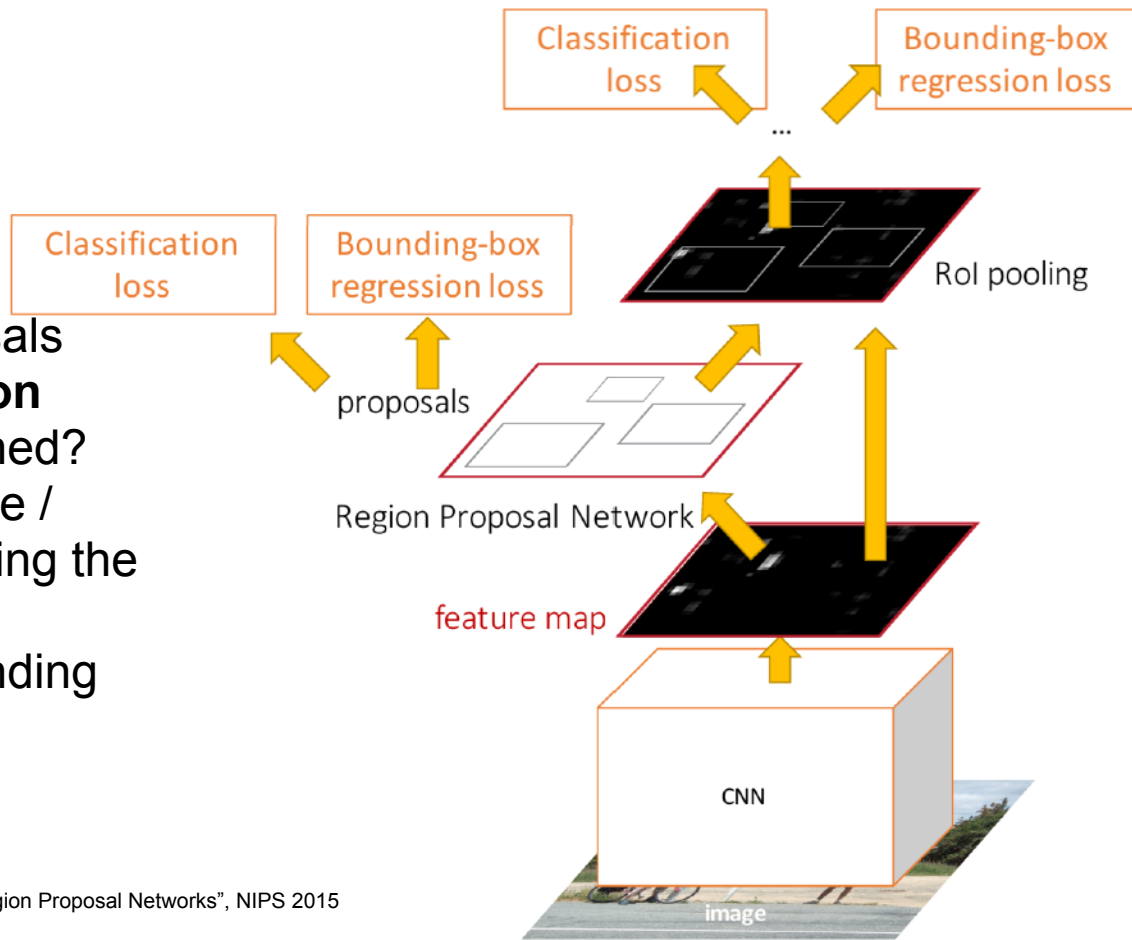 Classification
loss
Bounding-box
regression loss
...
Classification
loss
Bounding-box
regression loss
RoI pooling
proposals
Region Proposal Network
feature map
CNN
image
sals
on
ned?
e /
ing the
nding
gion Proposal Networks”, NIPS 2015